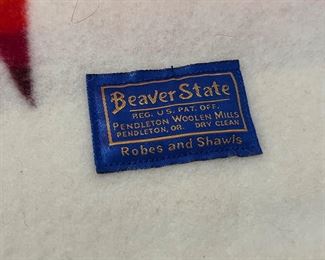 Beaver State
REG. U.S. PAT. OFF.
PENDLETON WOOLEN MILLS
PENDLETON, OR. DRY CLEAN
Robes and Shawls